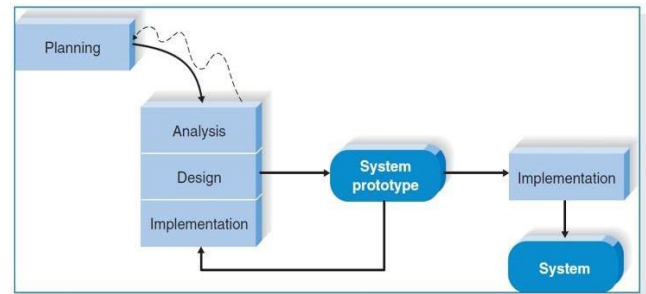 Planning
Analysis
Design
Implementation
System
prototype
Implementation
System